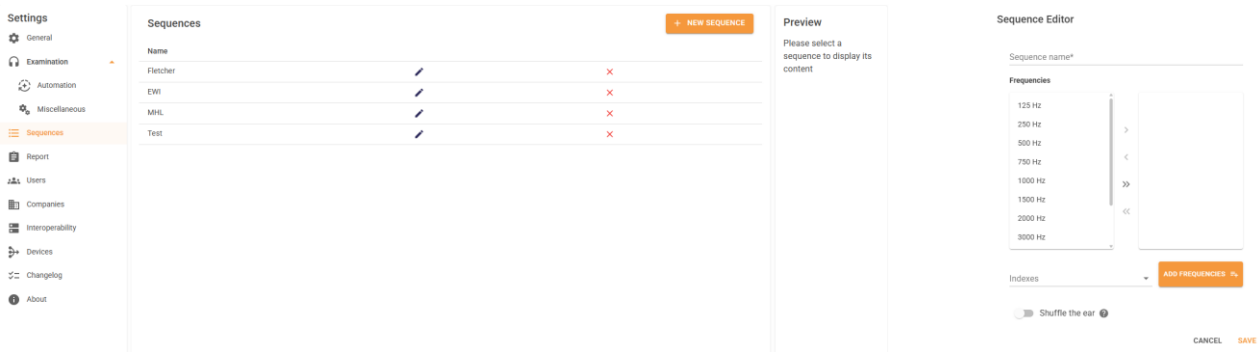 Settings
General
Examination
Automation
Miscellaneous
Sequences
Report
Users
Companies
Interoperability
Devices
Changelog
About
Sequences
+ NEW SEQUENCE
Name
Fletcher
EWI
MHL
Test
Preview
Please select a
sequence to display its
content
Sequence Editor
Sequence name*
Frequencies
125 Hz
250 Hz
500 Hz
750 Hz
1000 Hz
1500 Hz
2000 Hz
3000 Hz
Indexes
ADD FREQUENCIES
Shuffle the ear
CANCEL SAVE